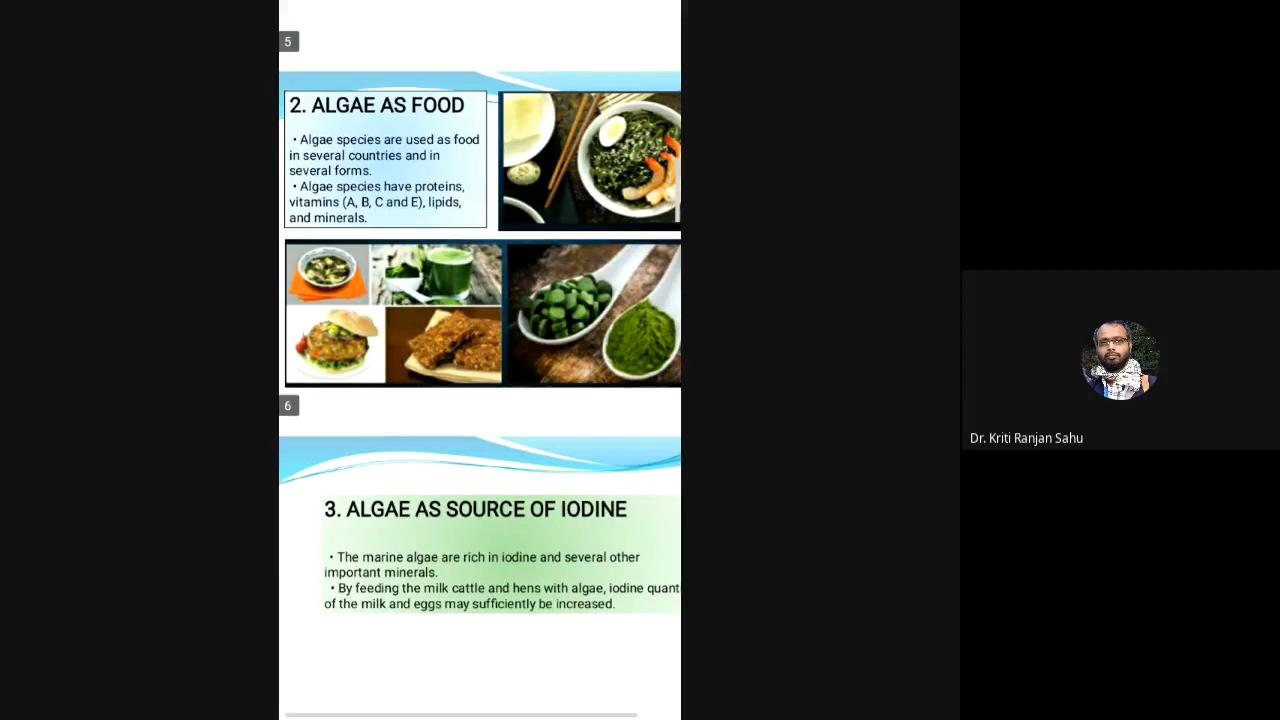 5
2. ALGAE AS FOOD
• Algae species are used as food
in several countries and in
several forms.
• Algae species have proteins,
vitamins (A, B, C and E), lipids,
and minerals.
6
3. ALGAE AS SOURCE OF IODINE
• The marine algae are rich in iodine and several other
important minerals.
• By feeding the milk cattle and hens with algae, iodine quant
of the milk and eggs may sufficiently be increased.
Dr. Kriti Ranjan Sahu